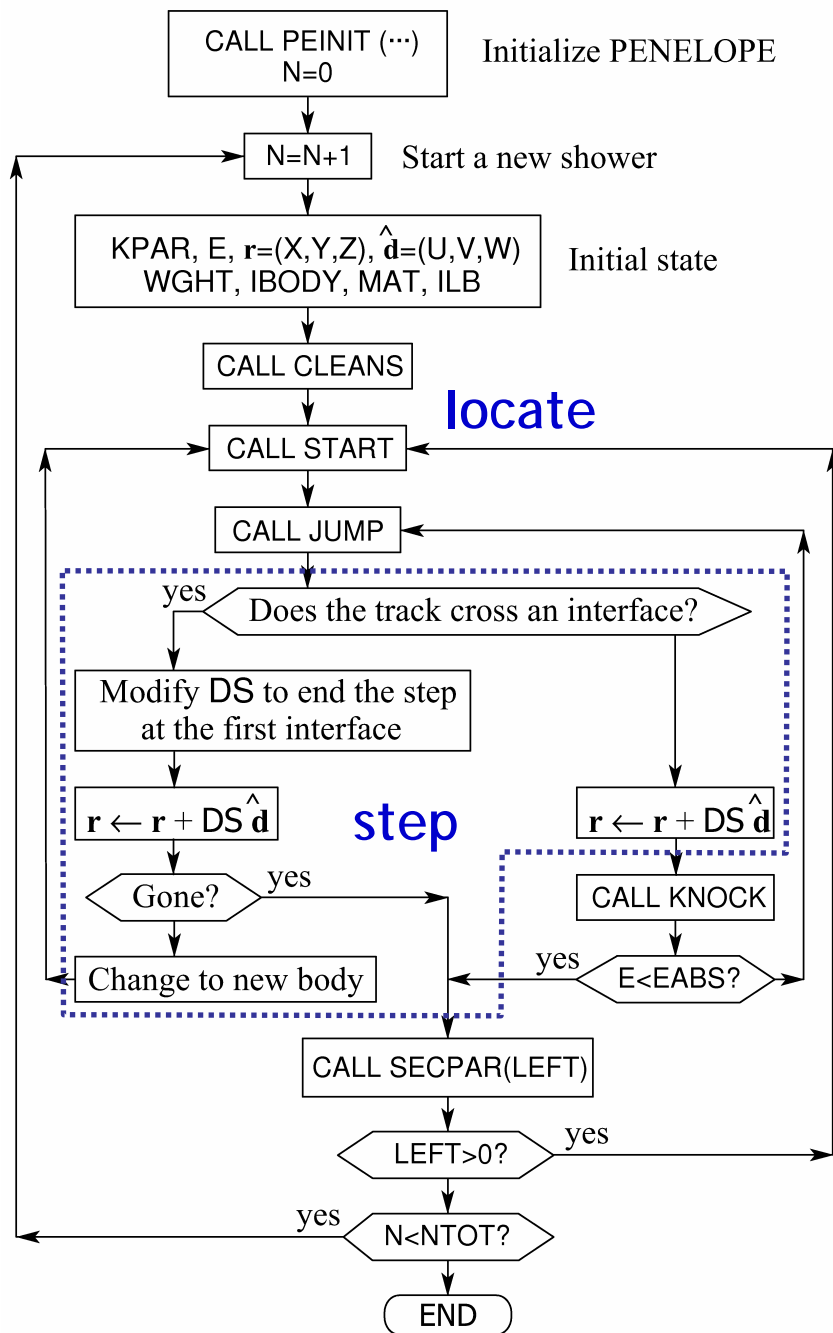 CALL PEINIT (···)
N=0
Initialize PENELOPE
N=N+1
Start a new shower
KPAR, E, r=(X,Y,Z), d̂=(U,V,W)
WGHT, IBODY, MAT, ILB
Initial state
CALL CLEANS
locate
CALL START
CALL JUMP
yes
Does the track cross an interface?
Modify DS to end the step
at the first interface
r ← r + DS d̂
step
r ← r + DS d̂
Gone?
yes
CALL KNOCK
Change to new body
yes
E<EABS?
CALL SECPAR(LEFT)
LEFT>0?
yes
yes
N<NTOT?
END